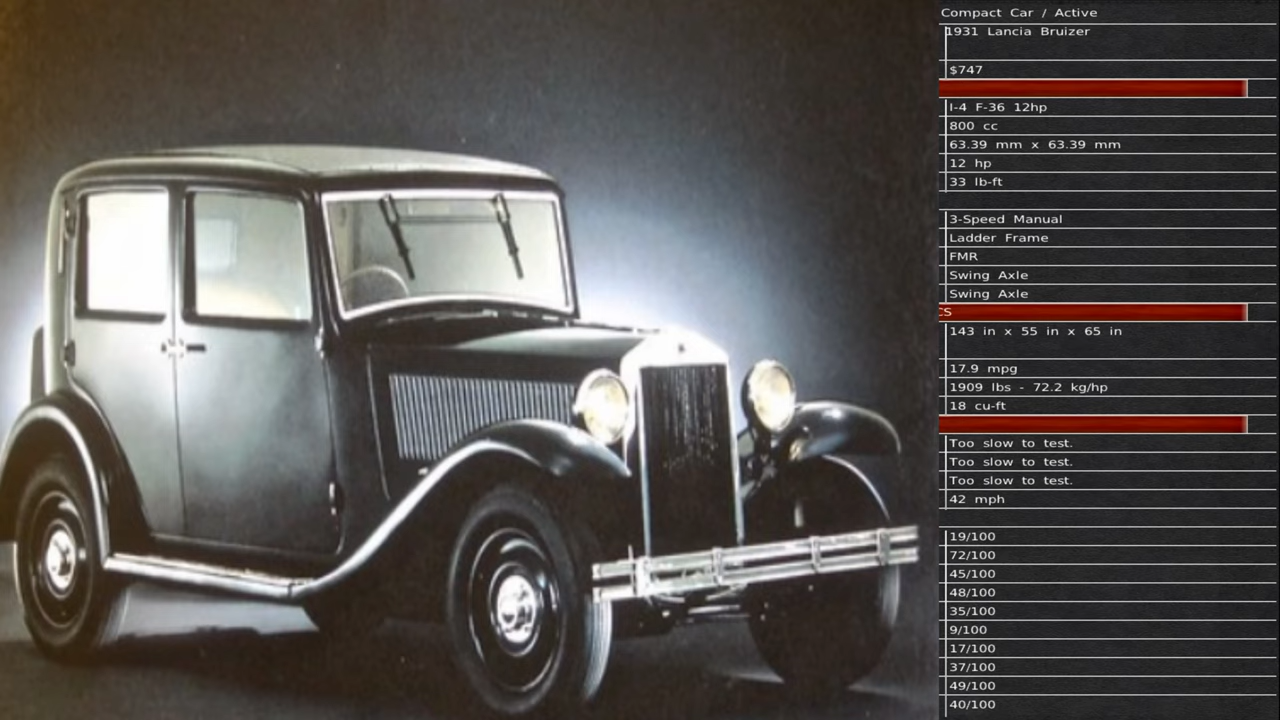 Compact Car / Active
1931 Lancia Bruizer
$747
I-4 F-36 12hp
800 cc
63.39 mm x 63.39 mm
12 hp
33 lb-ft
3-Speed Manual
Ladder Frame
FMR
Swing Axle
Swing Axle
CS
143 in x 55 in x 65 in
17.9 mpg
1909 lbs - 72.2 kg/hp
18 cu-ft
Too slow to test.
Too slow to test.
Too slow to test.
42 mph
19/100
72/100
45/100
48/100
35/100
9/100
17/100
37/100
49/100
40/100